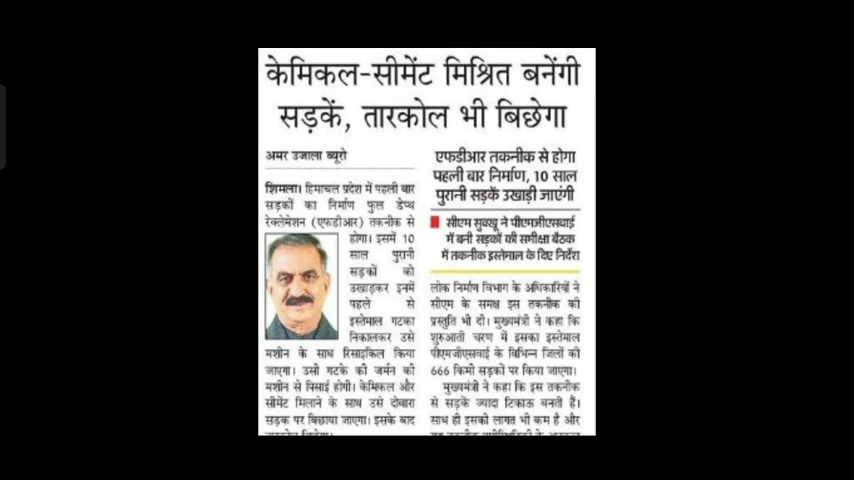 केमिकल-सीमेंट मिश्रित बनेंगी
सड़कें, तारकोल भी बिछेगा
अमर उजाला ब्यूरो
शिमला। हिमाचल प्रदेश में पहली बार
सड़कों का निर्माण फुल डेप्थ
रेक्लेमेशन (एफडीआर) तकनीक से
होगा। इसमें 10
साल पुरानी
सड़कों को
उखाड़कर इनमें
पहले से
इस्तेमाल गटका
निकालकर उसे
मशीन के साथ रिसाइकिल किया
जाएगा। उसी गटके की जर्मन की
मशीन से पिसाई होगी। केमिकल और
सीमेंट मिलाने के साथ उसे दोबारा
सड़क पर बिछाया जाएगा। इसके बाद
एफडीआर तकनीक से होगा
पहली बार निर्माण, 10 साल
पुरानी सड़कें उखाड़ी जाएंगी
सीएम सुक्खू ने पीएमजीएसवाई
में बनी सड़कों की समीक्षा बैठक
में तकनीक इस्तेमाल के दिए निर्देश
लोक निर्माण विभाग के अधिकारियों ने
सीएम के समक्ष इस तकनीक की
प्रस्तुति भी दी। मुख्यमंत्री ने कहा कि
शुरुआती चरण में इसका इस्तेमाल
पीएमजीएसवाई के विभिन्न जिलों की
666 किमी सड़कों पर किया जाएगा।
मुख्यमंत्री ने कहा कि इस तकनीक
से सड़कें ज्यादा टिकाऊ बनती हैं।
साथ ही इसकी लागत भी कम है और